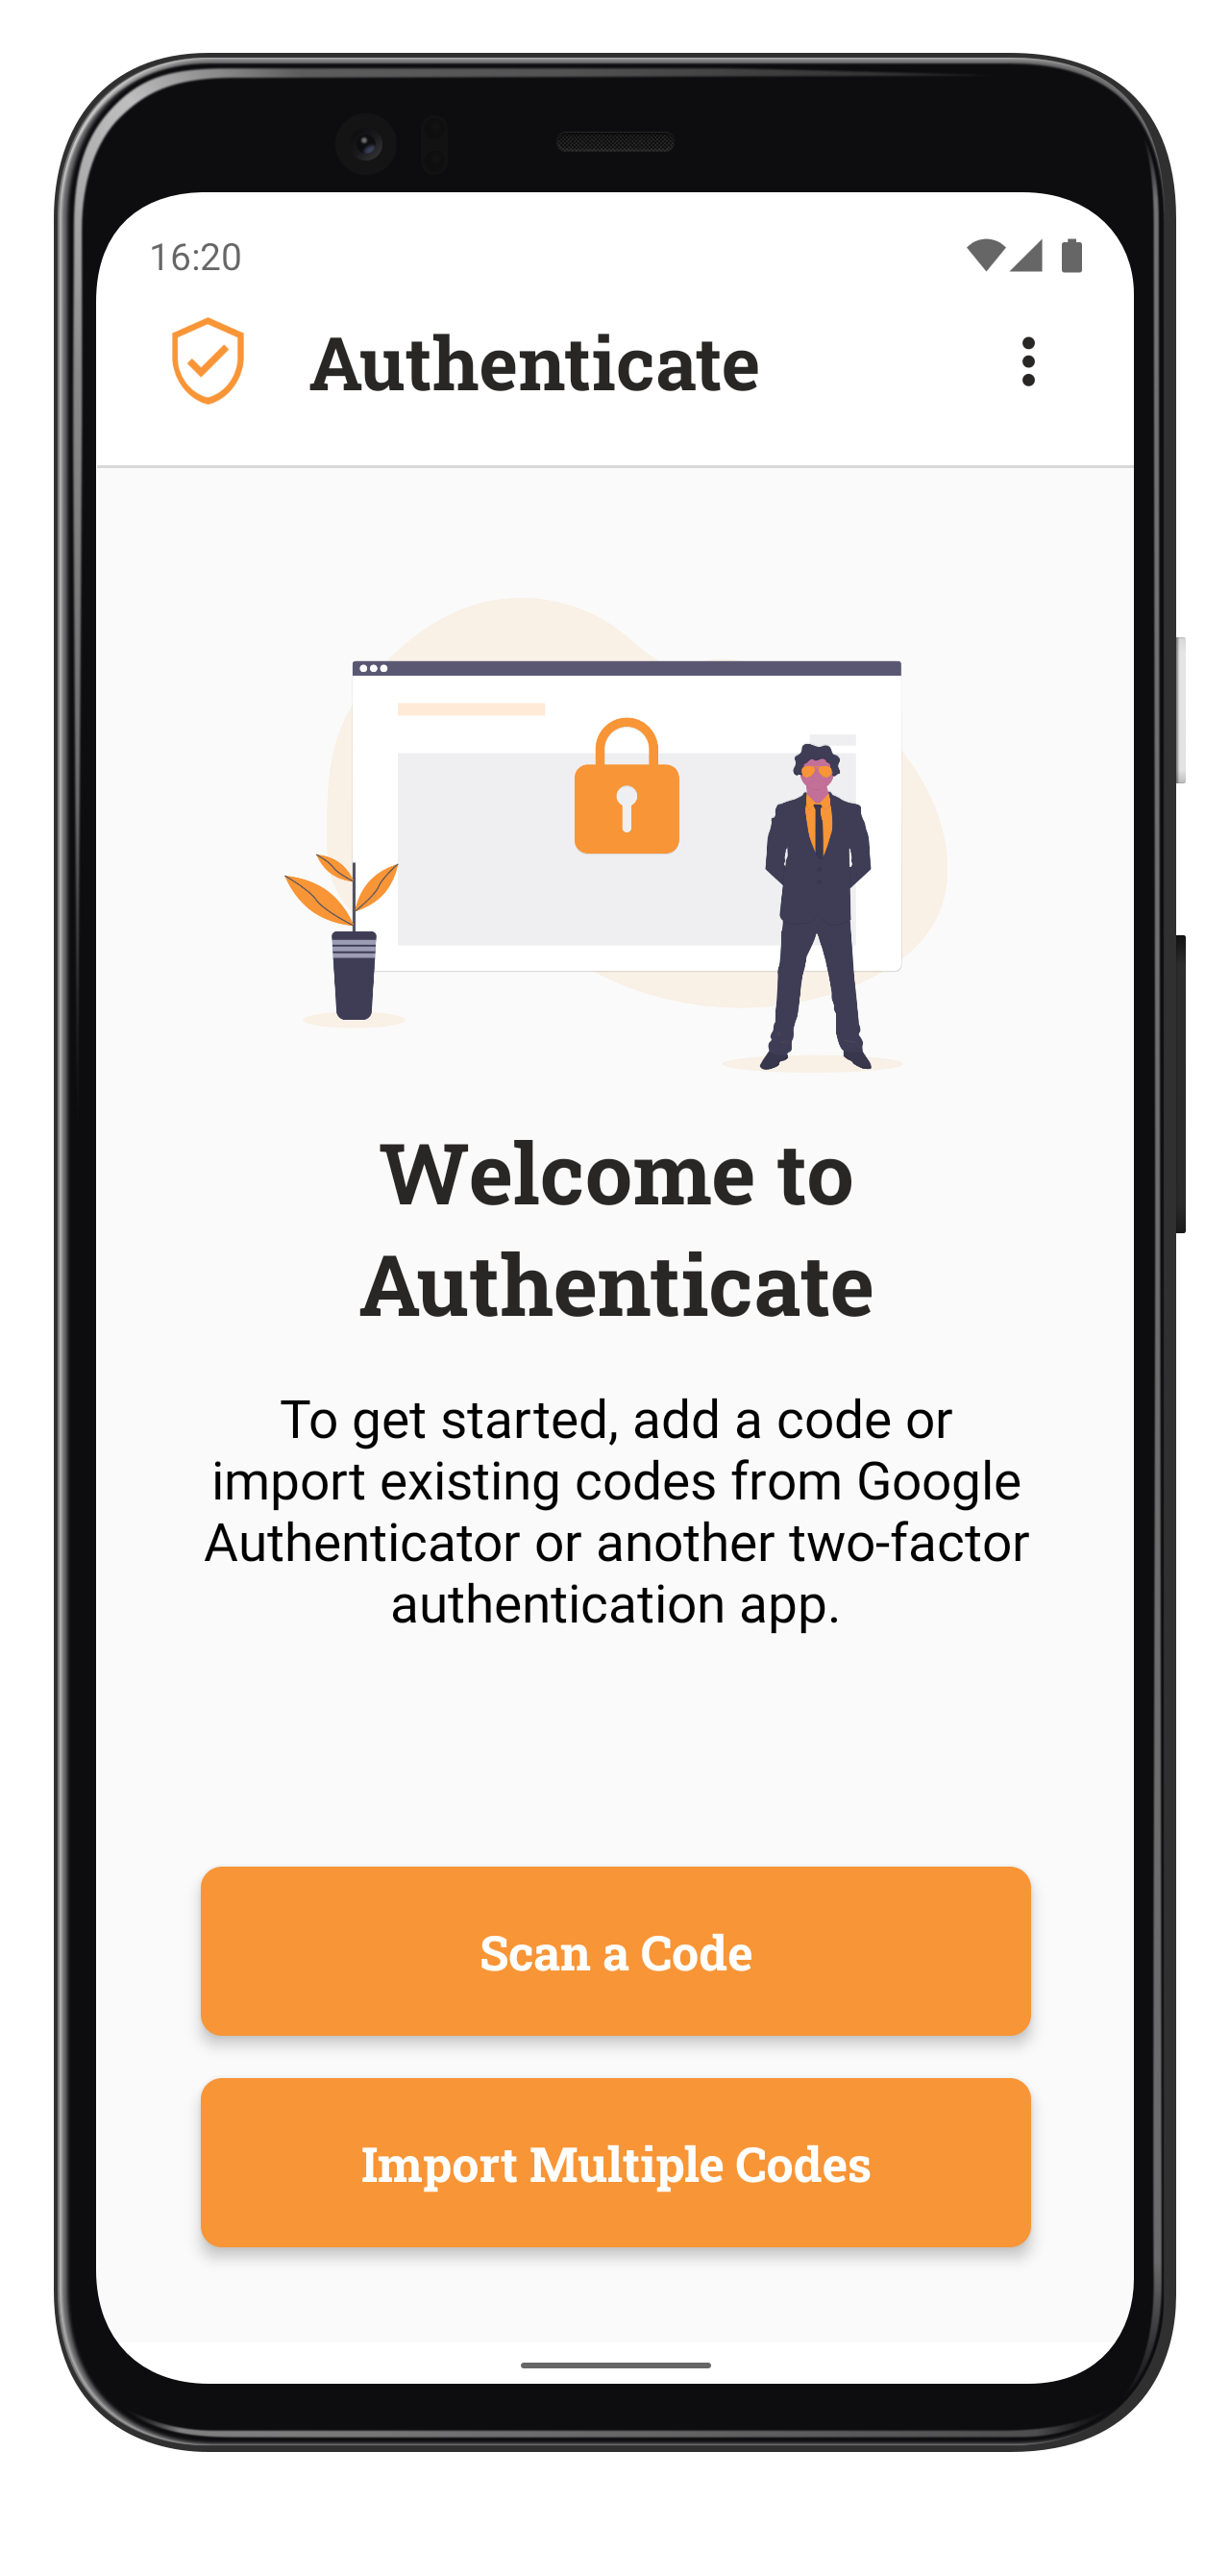 16:20
Authenticate
Welcome to
Authenticate
To get started, add a code or
import existing codes from Google
Authenticator or another two-factor
authentication app.
Scan a Code
Import Multiple Codes